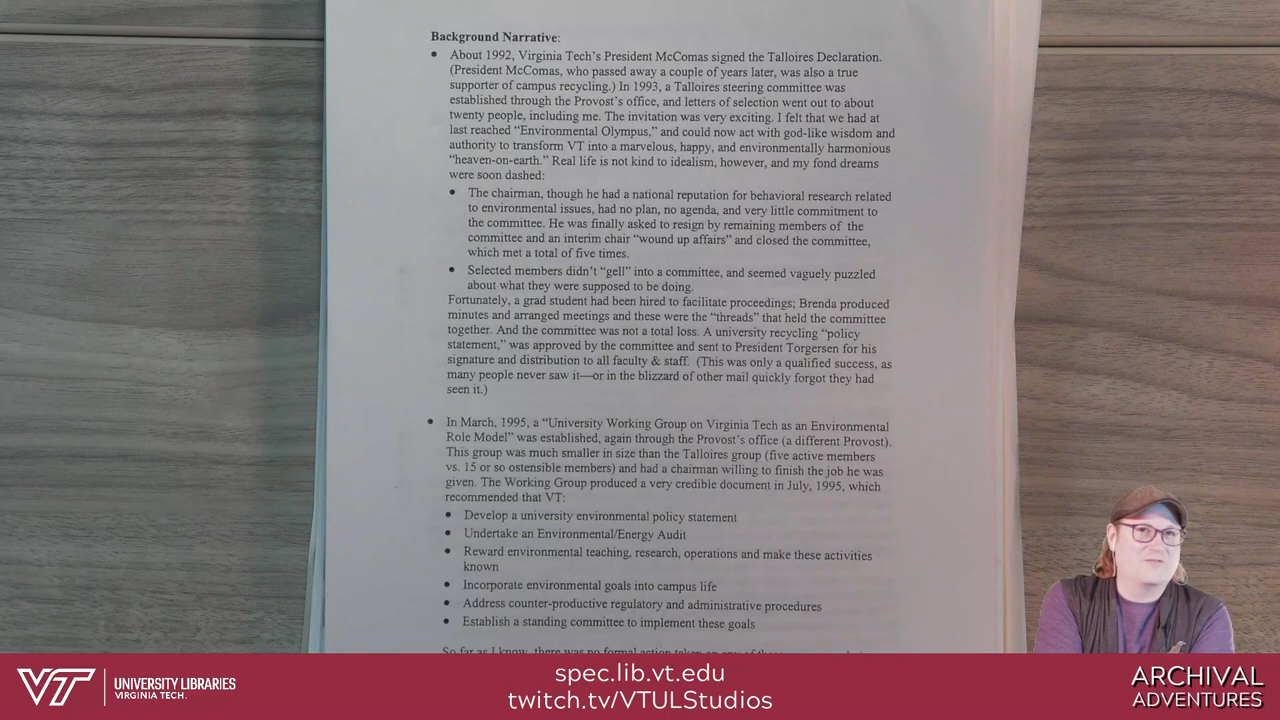 Background Narrative:
• About 1992, Virginia Tech's President McComas signed the Talloires Declaration.
(President McComas, who passed away a couple of years later, was also a true
supporter of campus recycling.) In 1993, a Talloires steering committee was
established through the Provost's office, and letters of selection went out to about
twenty people, including me. The invitation was very exciting. I felt that we had at
last reached "Environmental Olympus," and could now act with god-like wisdom and
authority to transform VT into a marvelous, happy, and environmentally harmonious
"heaven-on-earth." Real life is not kind to idealism, however, and my fond dreams
were soon dashed:
• The chairman, though he had a national reputation for behavioral research related
to environmental issues, had no plan, no agenda, and very little commitment to
the committee. He was finally asked to resign by remaining members of the
committee and an interim chair "wound up affairs" and closed the committee,
which met a total of five times.
• Selected members didn't "gell" into a committee, and seemed vaguely puzzled
about what they were supposed to be doing.
Fortunately, a grad student had been hired to facilitate proceedings; Brenda produced
minutes and arranged meetings and these were the "threads" that held the committee
together. And the committee was not a total loss. A university recycling "policy
statement," was approved by the committee and sent to President Torgersen for his
signature and distribution to all faculty & staff. (This was only a qualified success, as
many people never saw it—or in the blizzard of other mail quickly forgot they had
seen it.)
• In March, 1995, a "University Working Group on Virginia Tech as an Environmental
Role Model" was established, again through the Provost's office (a different Provost).
This group was much smaller in size than the Talloires group (five active members
vs. 15 or so ostensible members) and had a chairman willing to finish the job he was
given. The Working Group produced a very credible document in July, 1995, which
recommended that VT:
• Develop a university environmental policy statement
• Undertake an Environmental/Energy Audit
• Reward environmental teaching, research, operations and make these activities
known
• Incorporate environmental goals into campus life
• Address counter-productive regulatory and administrative procedures
• Establish a standing committee to implement these goals
So far as I know, there was no formal action taken on any of these
VT UNIVERSITY LIBRARIES
VIRGINIA TECH.
spec.lib.vt.edu
twitch.tv/VTULStudios
ARCHIVAL
ADVENTURES